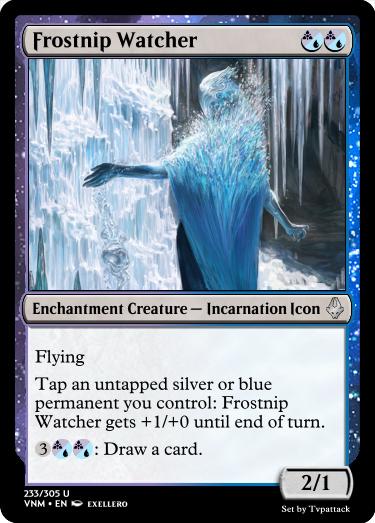 Frostnip Watcher
Enchantment Creature — Incarnation Icon
Flying
Tap an untapped silver or blue
permanent you control: Frostnip
Watcher gets +1/+0 until end of turn.
3: Draw a card.
2/1
233/305 U
VNM • EN EXELLERO
Set by Tvpattack